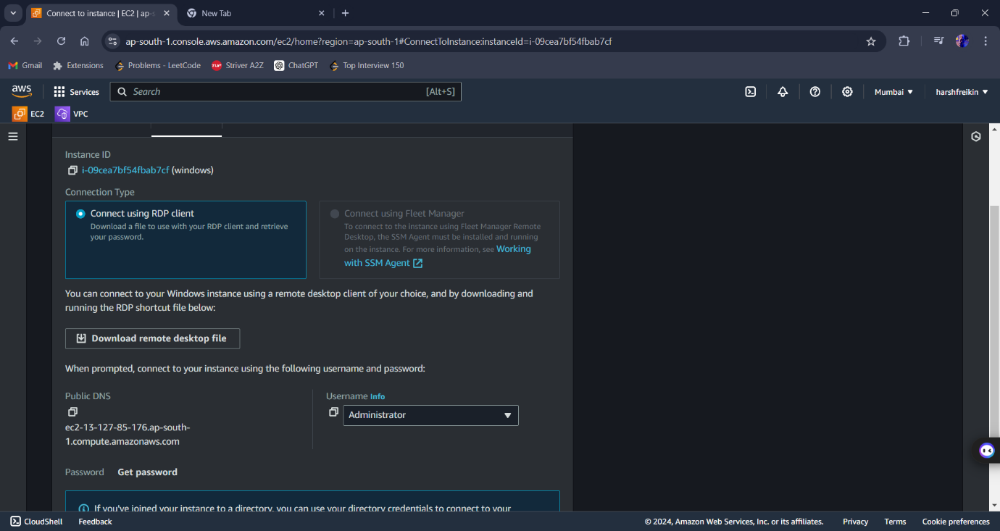 Connect to instance | EC2 | ap-s
New Tab
ap-south-1.console.aws.amazon.com/ec2/home?region=ap-south-1#ConnectToInstance:instanceId=i-09cea7bf54fbab7cf
Gmail
Extensions
Problems - LeetCode
TUF
Striver A2Z
ChatGPT
Top Interview 150
aws
Services
Search
[Alt+S]
Mumbai
harshfreikin
EC2
VPC
Instance ID
i-09cea7bf54fbab7cf (windows)
Connection Type
Connect using RDP client
Download a file to use with your RDP client and retrieve
your password.
Connect using Fleet Manager
To connect to the instance using Fleet Manager Remote
Desktop, the SSM Agent must be installed and running
on the instance. For more information, see Working
with SSM Agent
You can connect to your Windows instance using a remote desktop client of your choice, and by downloading and
running the RDP shortcut file below:
Download remote desktop file
When prompted, connect to your instance using the following username and password:
Public DNS
ec2-13-127-85-176.ap-south-
1.compute.amazonaws.com
Username Info
Administrator
Password
Get password
If you've joined your instance to a directory, you can use your directory credentials to connect to your
CloudShell
Feedback
© 2024, Amazon Web Services, Inc. or its affiliates.
Privacy
Terms
Cookie preferences